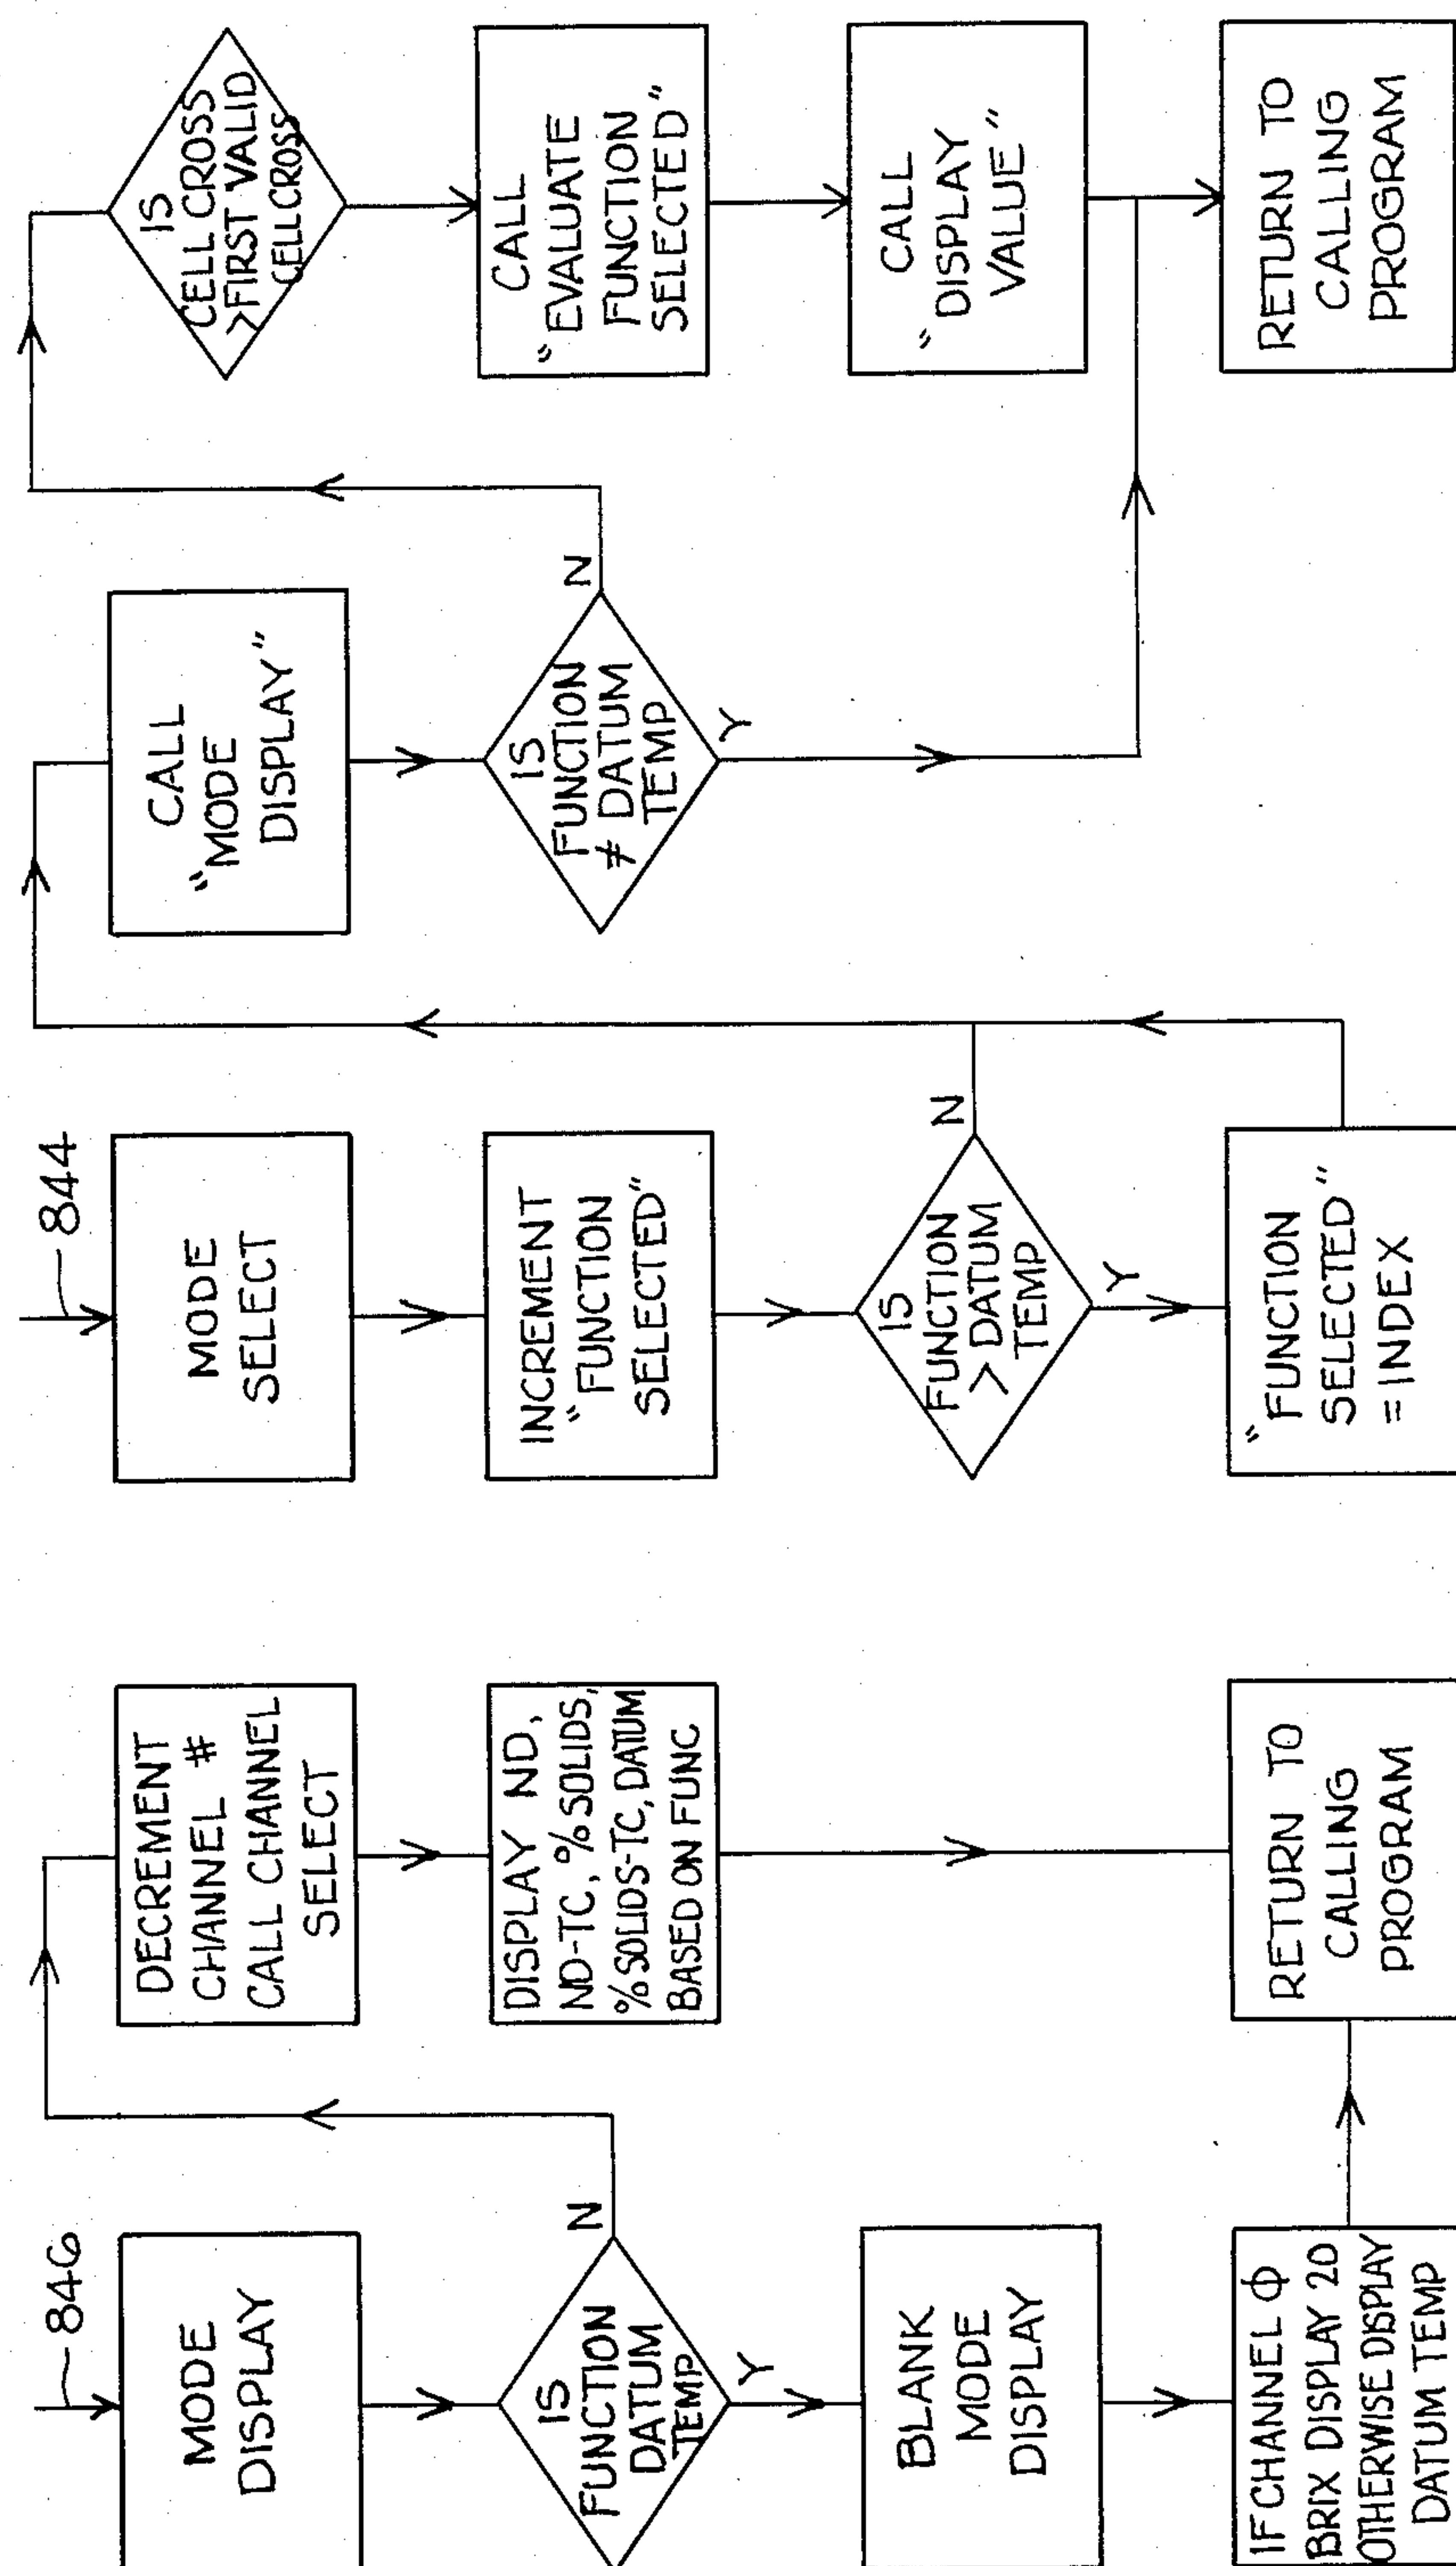 846
MODE
DISPLAY
IS
FUNCTION
DATUM
TEMP
N
Y
BLANK
MODE
DISPLAY
IF CHANNEL Φ
BRIX DISPLAY 20
OTHERWISE DISPLAY
DATUM TEMP
DECREMENT
CHANNEL #
CALL CHANNEL
SELECT
DISPLAY ND,
ND-TC, % SOLIDS,
% SOLIDS-TC, DATUM
BASED ON FUNC
RETURN TO
CALLING
PROGRAM
844
MODE
SELECT
INCREMENT
"FUNCTION
SELECTED"
IS
FUNCTION
> DATUM
TEMP
N
Y
"FUNCTION
SELECTED"
= INDEX
CALL
"MODE
DISPLAY"
IS
FUNCTION
≠ DATUM
TEMP
N
Y
IS
CELL CROSS
>FIRST VALID
CELLCROSS
CALL
"EVALUATE
FUNCTION
SELECTED"
CALL
"DISPLAY
VALUE"
RETURN TO
CALLING
PROGRAM